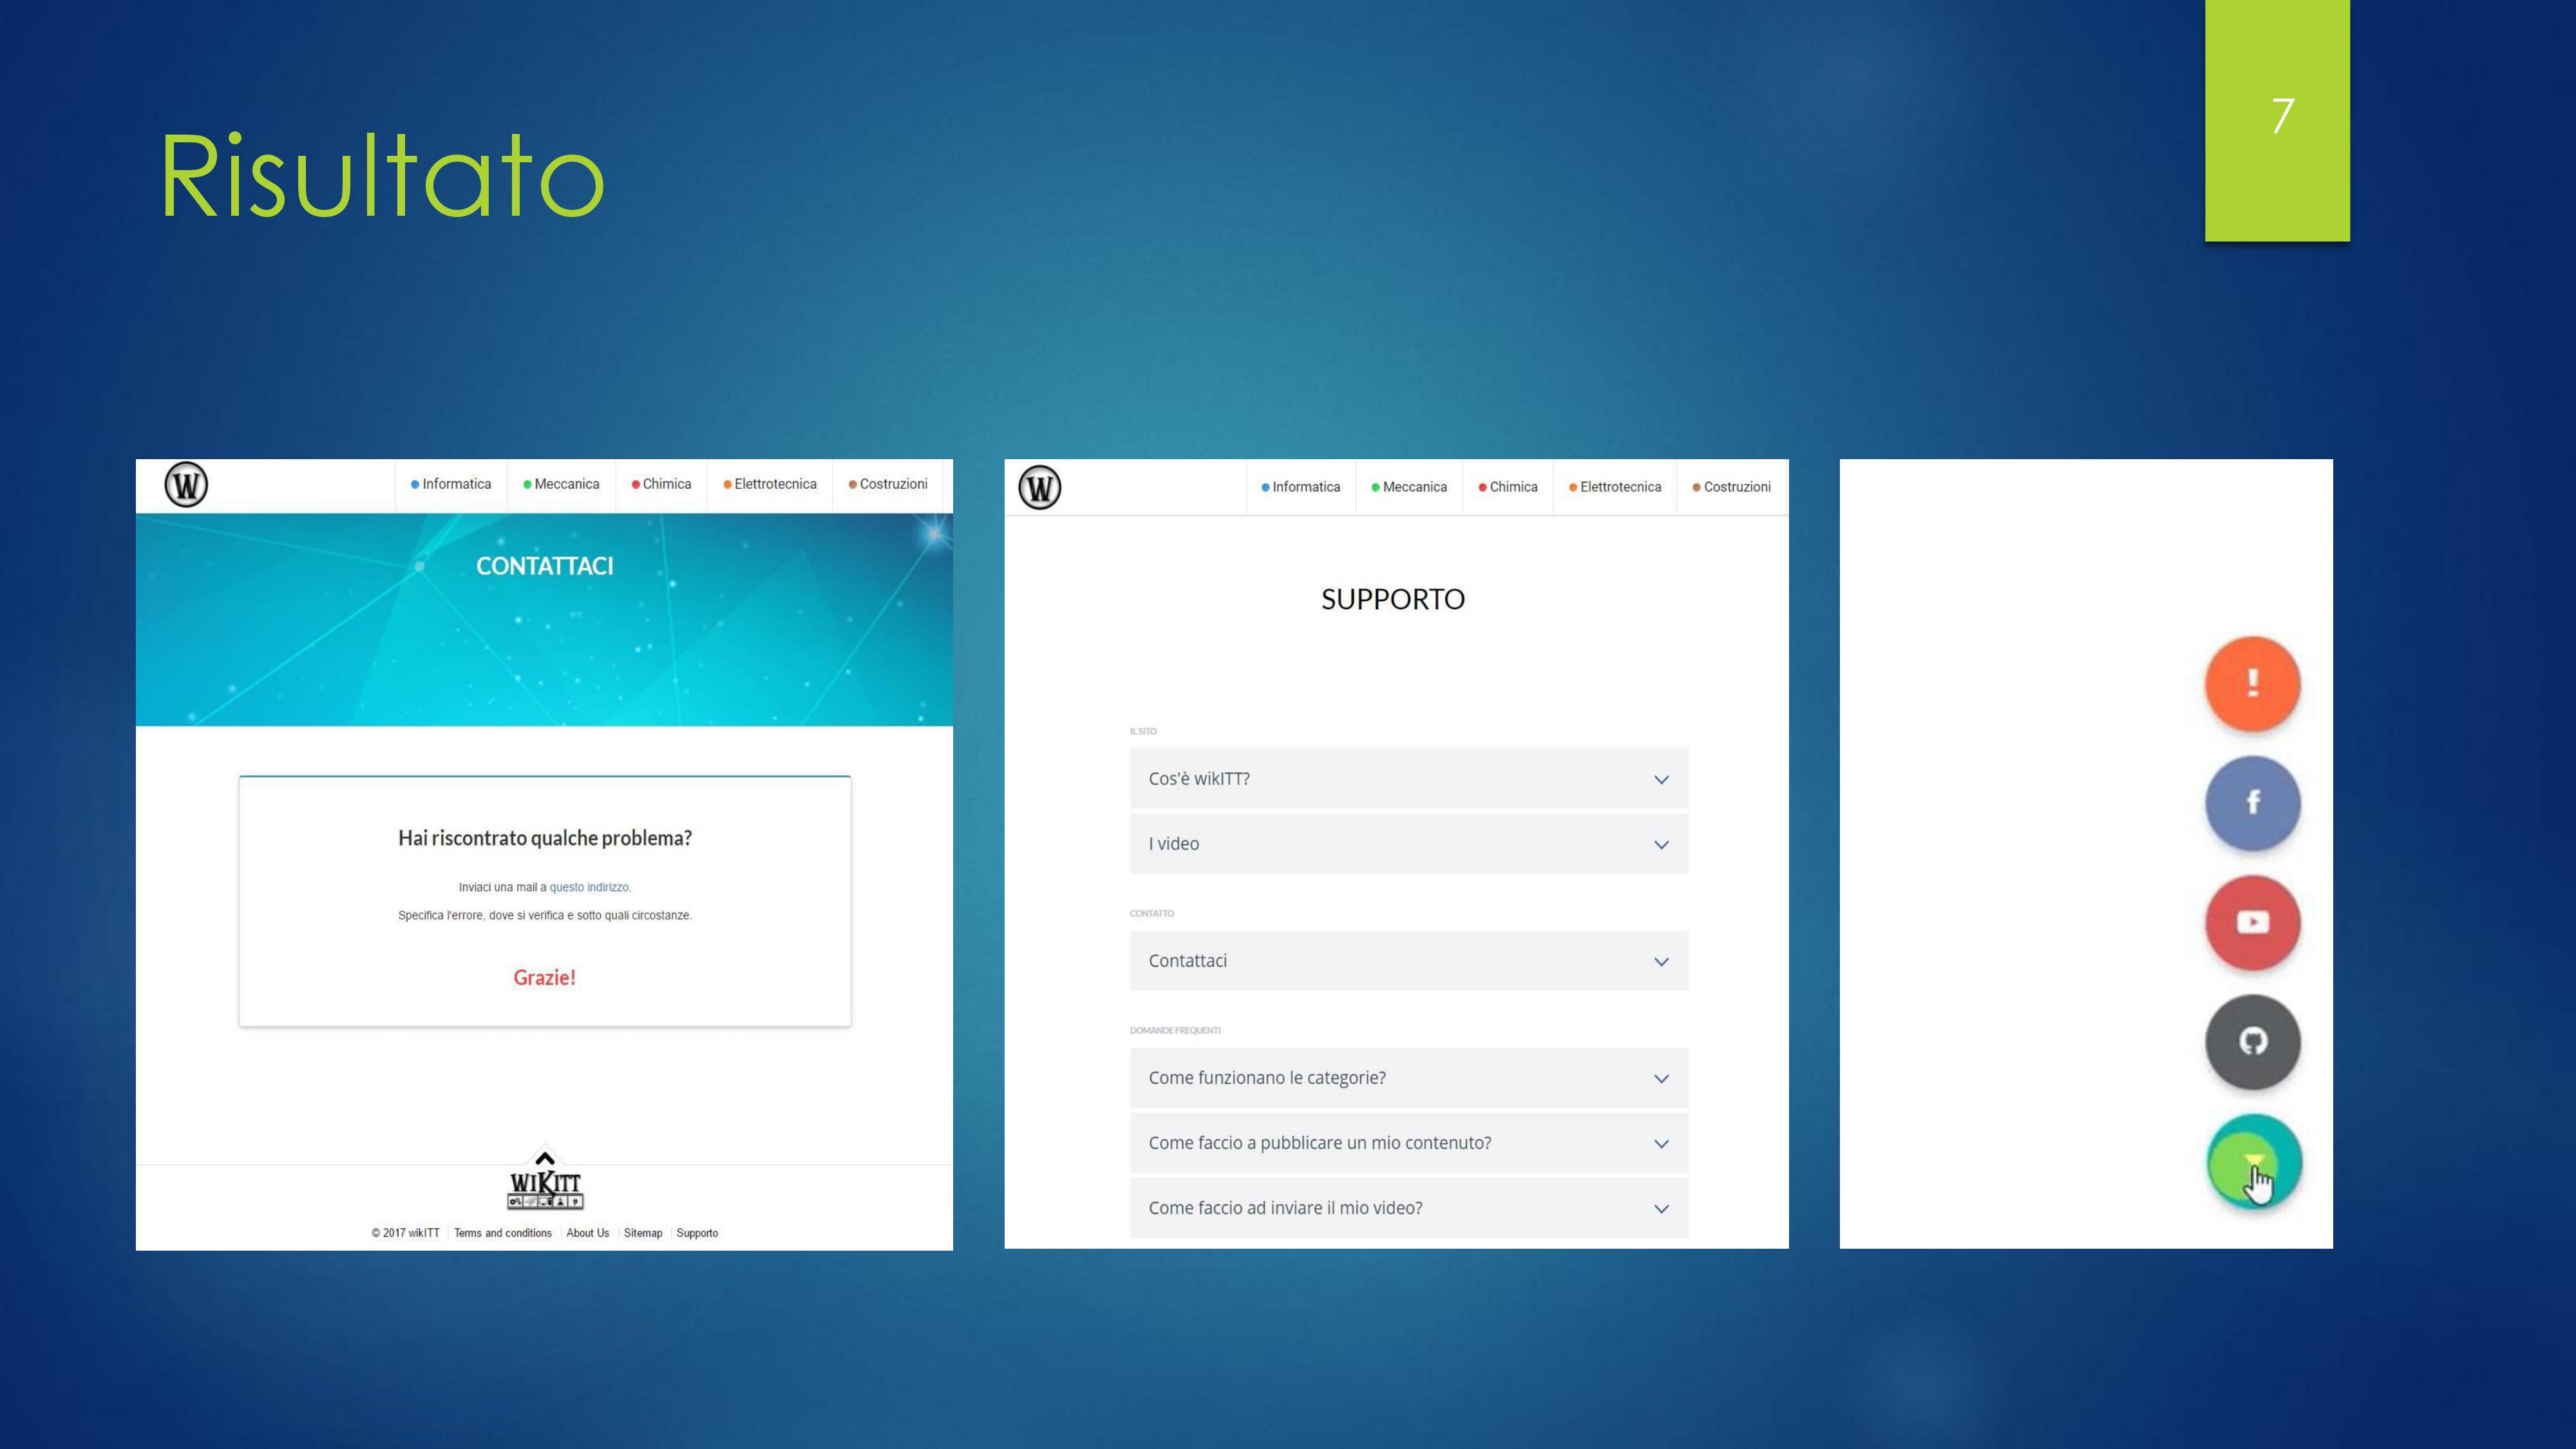 Risultato
7
W
Informatica
Meccanica
Chimica
Elettrotecnica
Costruzioni
CONTATTACI
Hai riscontrato qualche problema?
Inviaci una mail a questo indirizzo.
Specifica l'errore, dove si verifica e sotto quali circostanze.
Grazie!
WIKITT
© 2017 wikITT
Terms and conditions
About Us
Sitemap
Supporto
W
Informatica
Meccanica
Chimica
Elettrotecnica
Costruzioni
SUPPORTO
IL SITO
Cos'è wikITT?
I video
CONTATTO
Contattaci
DOMANDE FREQUENTI
Come funzionano le categorie?
Come faccio a pubblicare un mio contenuto?
Come faccio ad inviare il mio video?
!
f